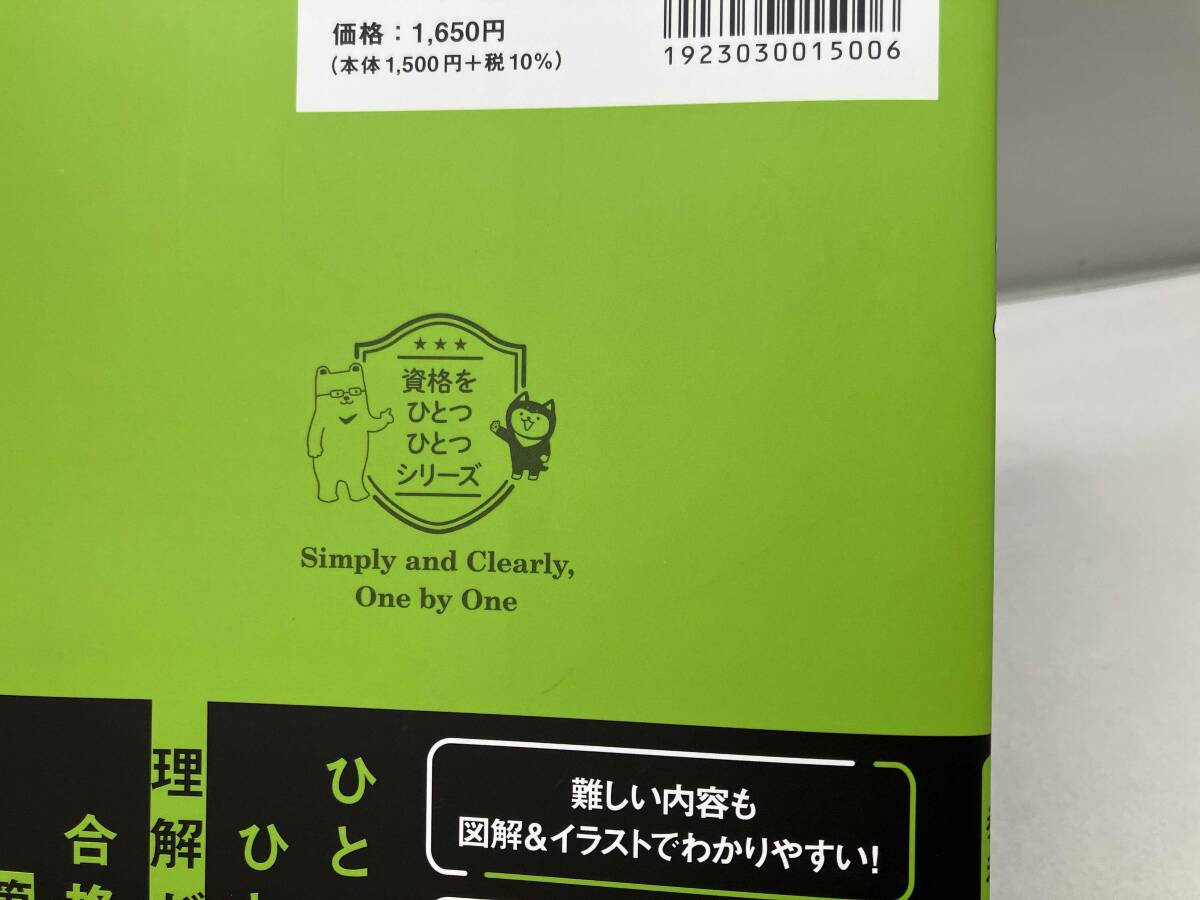 価格：1,650円
（本体1,500円＋税10％）
1923030015006
資格を
ひとつ
ひとつ
シリーズ
Simply and Clearly,
One by One
難しい内容も
図解&イラストでわかりやすい!
ひと
ひ
理解
合格